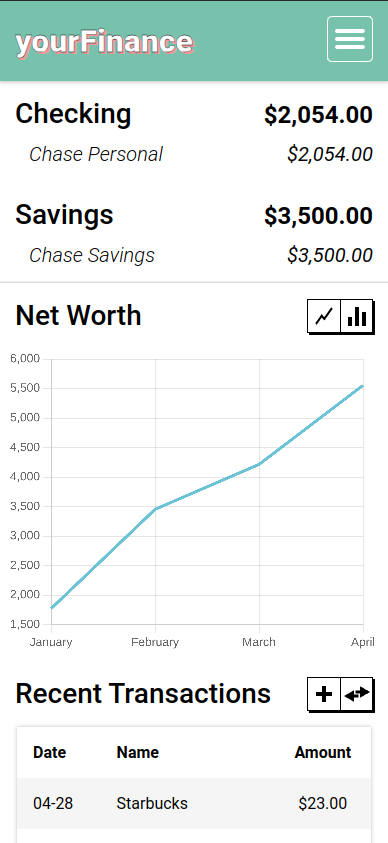 yourFinance
Checking $2,054.00
Chase Personal $2,054.00
Savings $3,500.00
Chase Savings $3,500.00
Net Worth
6,000
5,500
5,000
4,500
4,000
3,500
3,000
2,500
2,000
1,500
January February March April
Recent Transactions
Date Name Amount
04-28 Starbucks $23.00